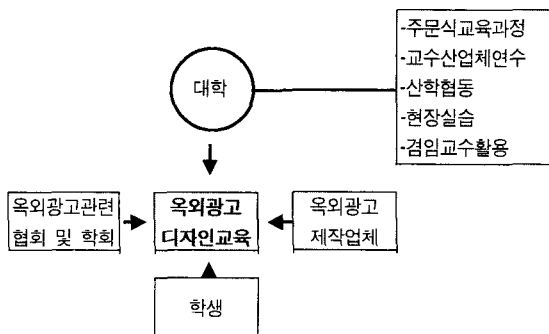 -주문식교육과정
-교수산업체연수
-산학협동
-현장실습
-겸임교수활용
대학
옥외광고관련
협회 및 학회
옥외광고
디자인교육
옥외광고
제작업체
학생